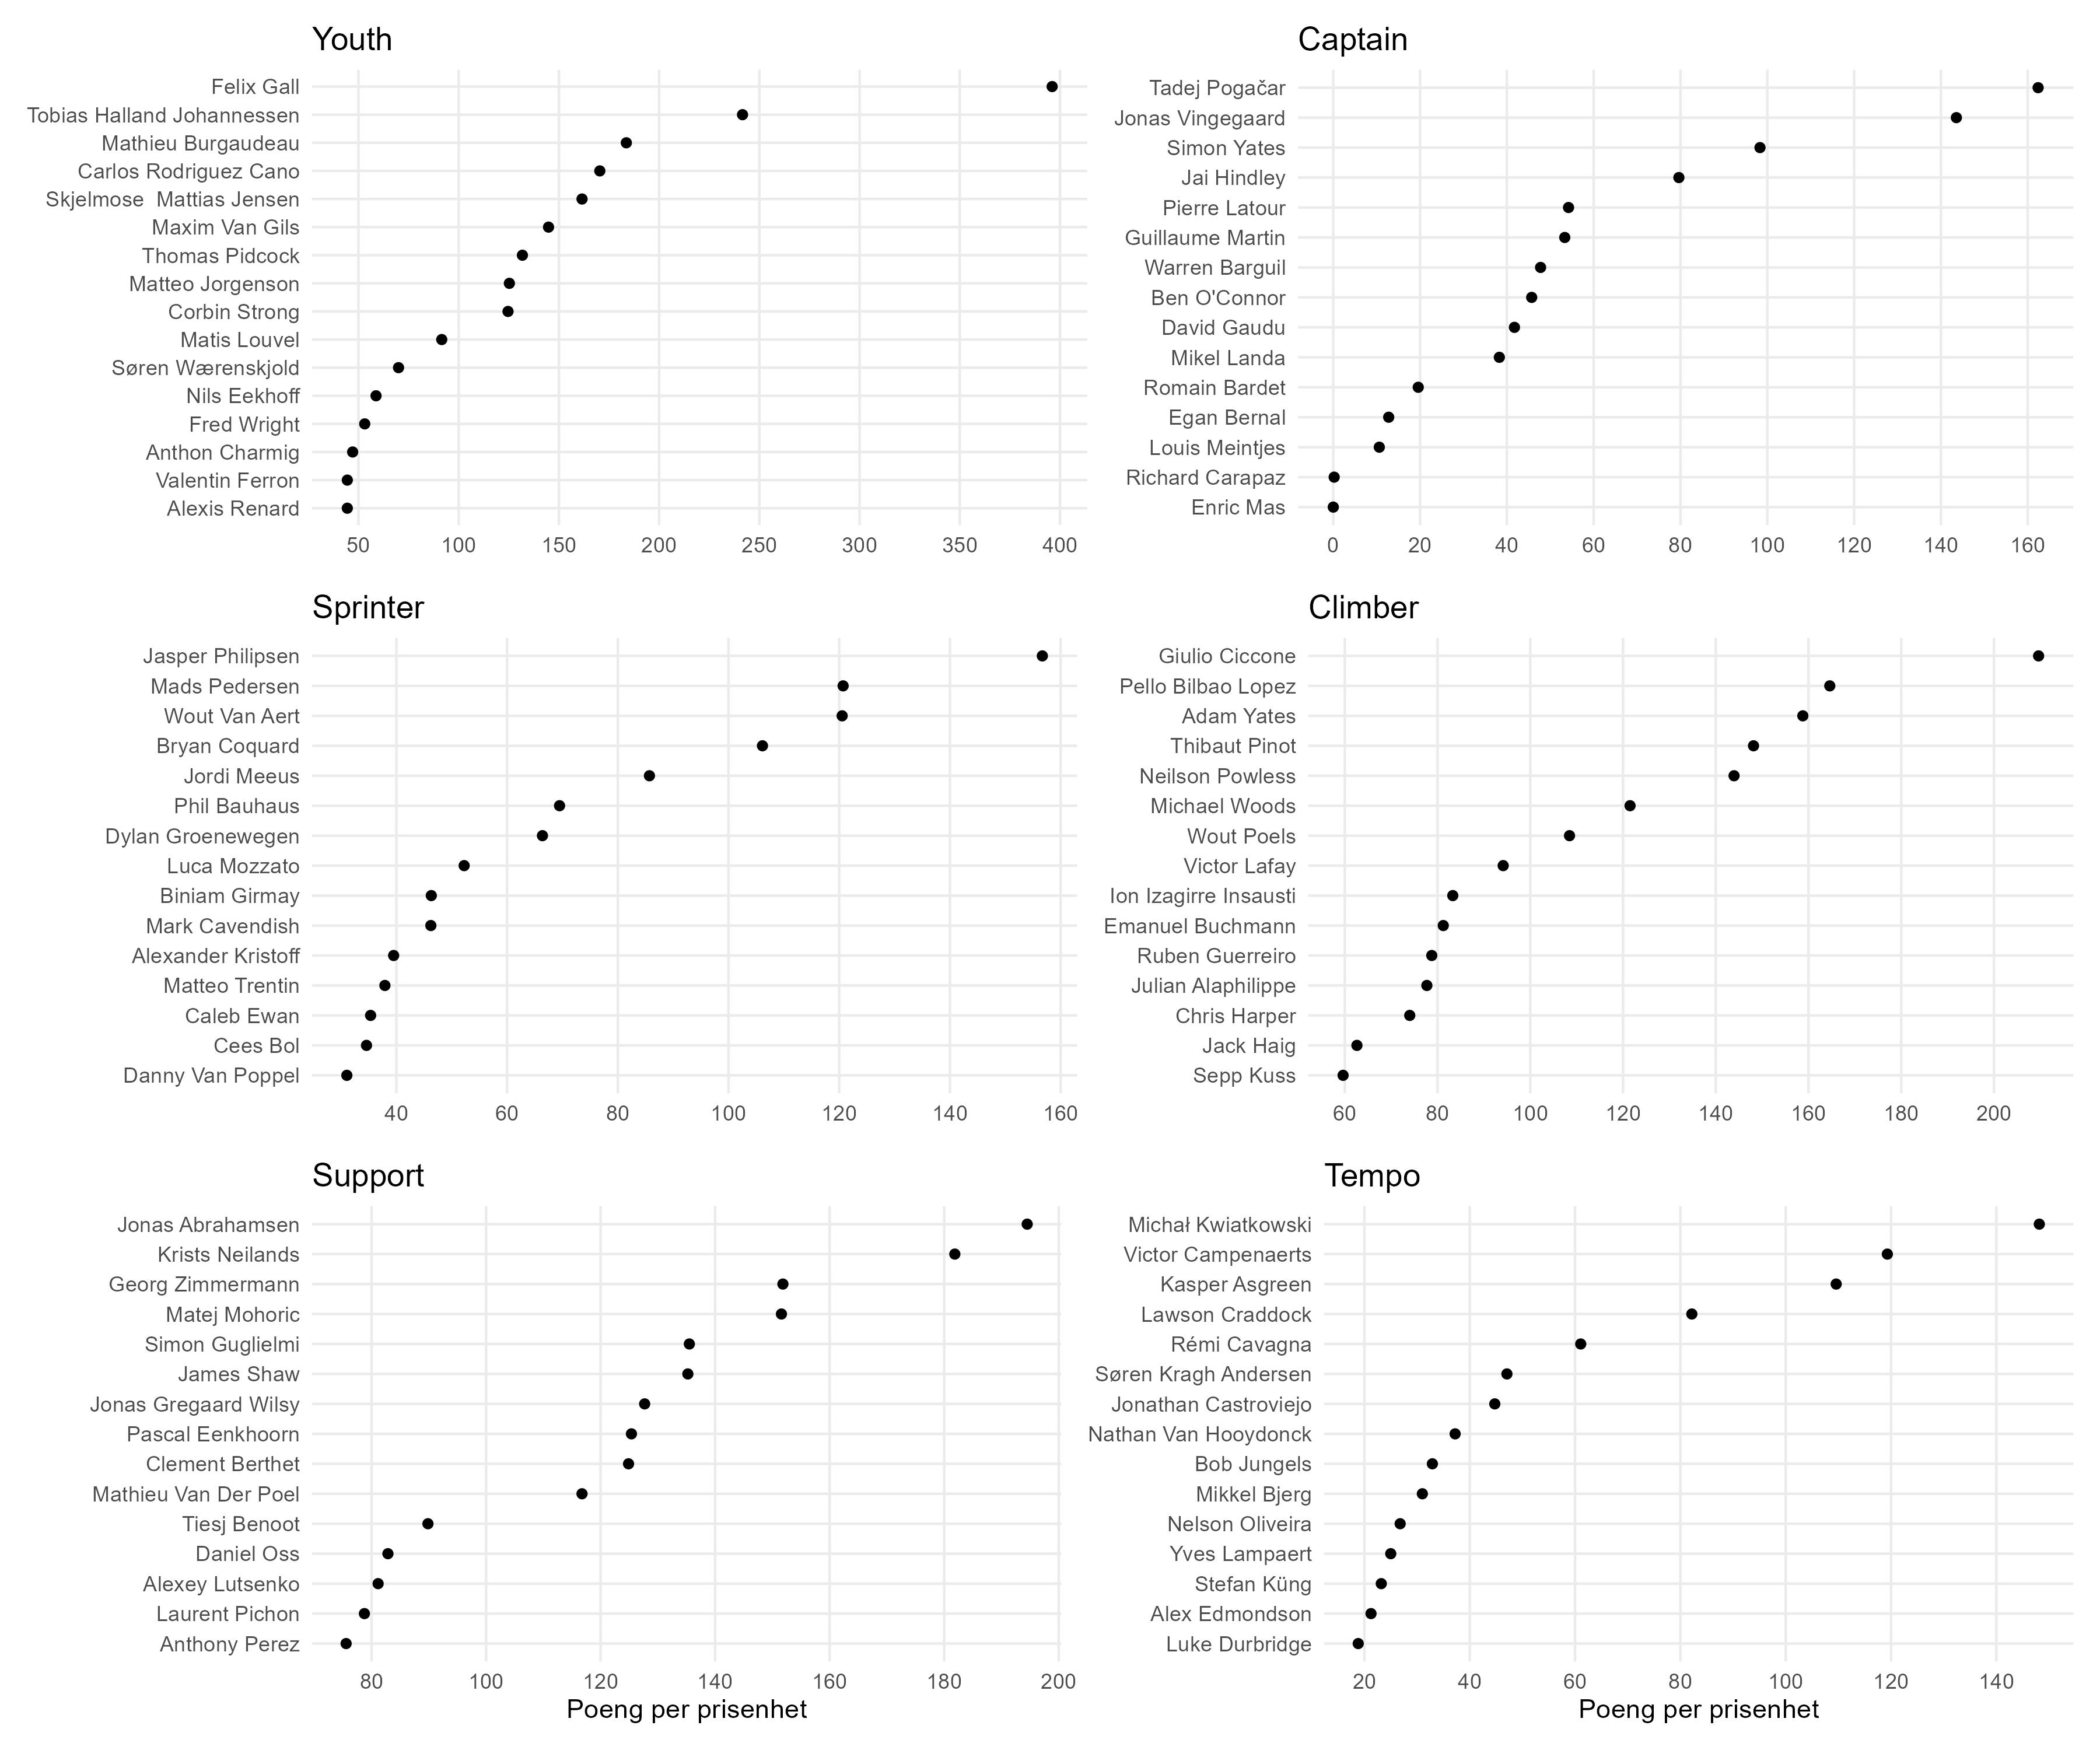 Youth
Felix Gall
Tobias Halland Johannessen
Mathieu Burgaudeau
Carlos Rodriguez Cano
Skjelmose  Mattias Jensen
Maxim Van Gils
Thomas Pidcock
Matteo Jorgenson
Corbin Strong
Matis Louvel
Søren Wærenskjold
Nils Eekhoff
Fred Wright
Anthon Charmig
Valentin Ferron
Alexis Renard
50 100 150 200 250 300 350 400
Captain
Tadej Pogačar
Jonas Vingegaard
Simon Yates
Jai Hindley
Pierre Latour
Guillaume Martin
Warren Barguil
Ben O'Connor
David Gaudu
Mikel Landa
Romain Bardet
Egan Bernal
Louis Meintjes
Richard Carapaz
Enric Mas
0 20 40 60 80 100 120 140 160
Sprinter
Jasper Philipsen
Mads Pedersen
Wout Van Aert
Bryan Coquard
Jordi Meeus
Phil Bauhaus
Dylan Groenewegen
Luca Mozzato
Biniam Girmay
Mark Cavendish
Alexander Kristoff
Matteo Trentin
Caleb Ewan
Cees Bol
Danny Van Poppel
40 60 80 100 120 140 160
Climber
Giulio Ciccone
Pello Bilbao Lopez
Adam Yates
Thibaut Pinot
Neilson Powless
Michael Woods
Wout Poels
Victor Lafay
Ion Izagirre Insausti
Emanuel Buchmann
Ruben Guerreiro
Julian Alaphilippe
Chris Harper
Jack Haig
Sepp Kuss
60 80 100 120 140 160 180 200
Support
Jonas Abrahamsen
Krists Neilands
Georg Zimmermann
Matej Mohoric
Simon Guglielmi
James Shaw
Jonas Gregaard Wilsy
Pascal Eenkhoorn
Clement Berthet
Mathieu Van Der Poel
Tiesj Benoot
Daniel Oss
Alexey Lutsenko
Laurent Pichon
Anthony Perez
80 100 120 140 160 180 200
Poeng per prisenhet
Tempo
Michał Kwiatkowski
Victor Campenaerts
Kasper Asgreen
Lawson Craddock
Rémi Cavagna
Søren Kragh Andersen
Jonathan Castroviejo
Nathan Van Hooydonck
Bob Jungels
Mikkel Bjerg
Nelson Oliveira
Yves Lampaert
Stefan Küng
Alex Edmondson
Luke Durbridge
20 40 60 80 100 120 140
Poeng per prisenhet